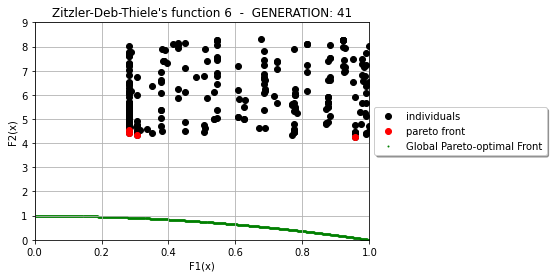 Zitzler-Deb-Thiele's function 6 - GENERATION: 41
9
8
7
6
5
4
3
2
1
0
F2(x)
0.0 0.2 0.4 0.6 0.8 1.0
F1(x)
individuals
pareto front
Global Pareto-optimal Front